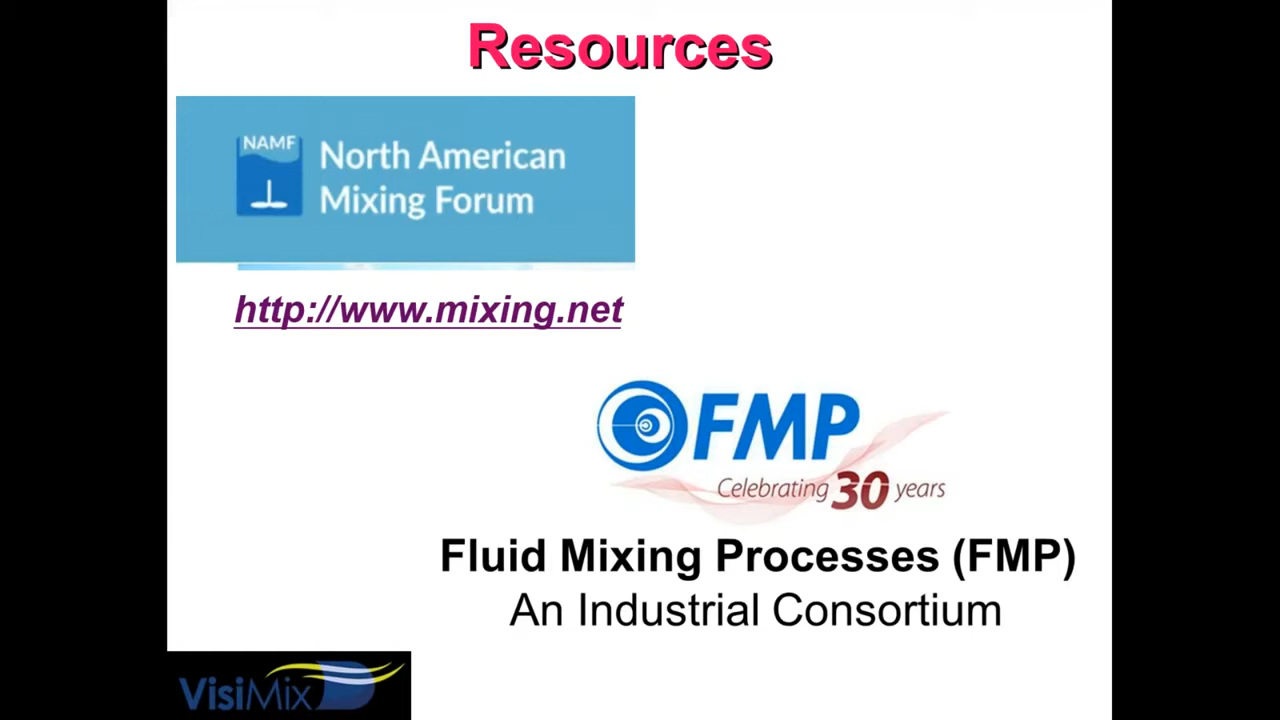 Resources
NAMF
North American
Mixing Forum
http://www.mixing.net
FMP
Celebrating 30 years
Fluid Mixing Processes (FMP)
An Industrial Consortium
VisiMix